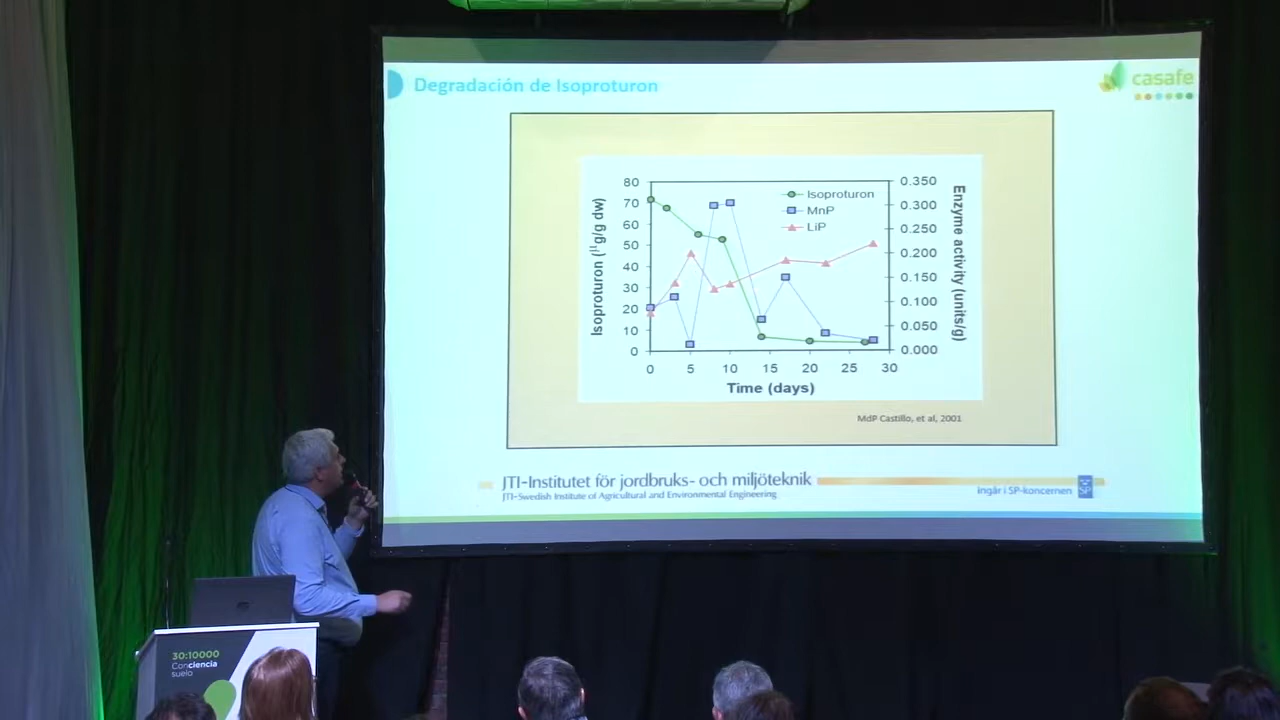 Degradación de Isoproturon
casafe
Isoproturon
MnP
LiP
80
70
60
50
40
30
20
10
0
0.350
0.300
0.250
0.200
0.150
0.100
0.050
0.000
0 5 10 15 20 25 30
Isoproturon (µg/g dw)
Enzyme activity (units/g)
Time (days)
MdP Castillo, et al, 2001
JTI-Institutet för jordbruks- och miljöteknik
JTI-Swedish Institute of Agricultural and Environmental Engineering
ingår i SP-koncernen
SP
30:10000
Conciencia
suelo